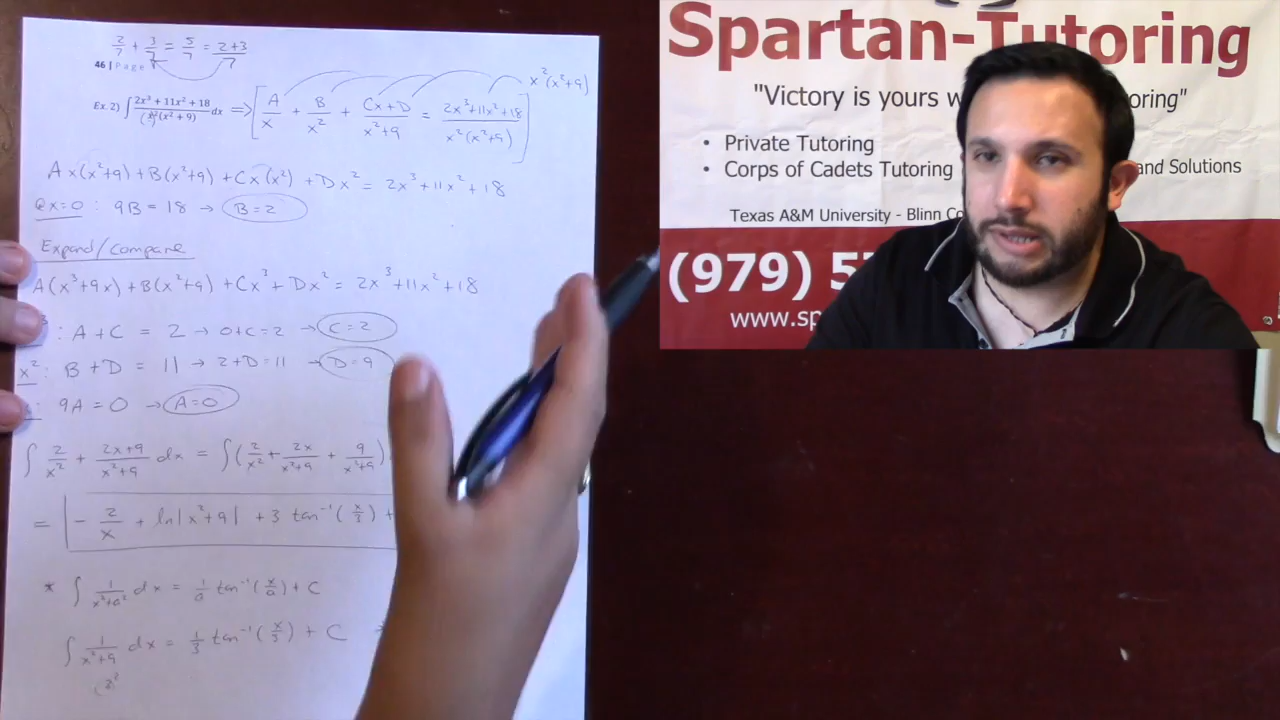 2/7 + 3/7 = 5/7 = (2+3)/7
46 | Page
x²(x²+9)
Ex. 2) ∫ (2x³ + 11x² + 18)/(x²(x² + 9)) dx ⇒ [A/x + B/x² + (Cx+D)/(x²+9) = (2x³+11x²+18)/(x²(x²+9))]
Ax(x²+9) + B(x²+9) + Cx(x²) + Dx² = 2x³ + 11x² + 18
@x=0 : 9B = 18 → B=2
Expand/compare
A(x³+9x) + B(x²+9) + Cx³ + Dx² = 2x³ + 11x² + 18
: A + C = 2 → 0+C=2 → C=2
x² : B + D = 11 → 2+D=11 → D=9
: 9A = 0 → A=0
∫ 2/x² + (2x+9)/(x²+9) dx = ∫(2/x² + 2x/(x²+9) + 9/(x²+9))
= - 2/x + ln|x²+9| + 3 tan⁻¹(x/3) +
* ∫ 1/(x²+a²) dx = 1/a tan⁻¹(x/a) + C
∫ 1/(x²+9) dx = 1/3 tan⁻¹(x/3) + C
Spartan-Tutoring
"Victory is yours
oring"
• Private Tutoring
• Corps of Cadets Tutoring
and Solutions
Texas A&M University - Blinn
(979) 5
www.sp